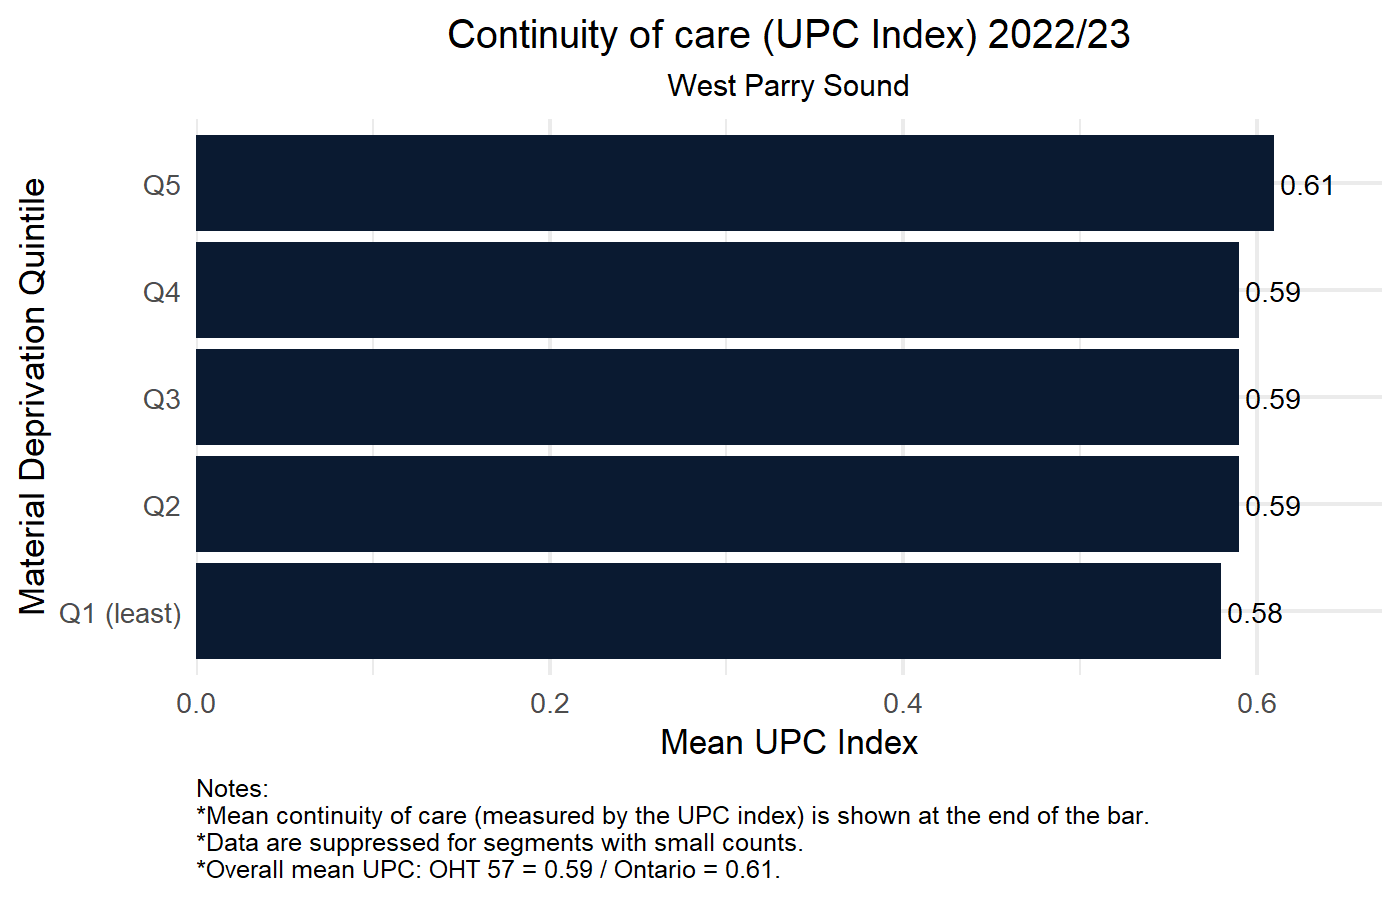 Continuity of care (UPC Index) 2022/23
West Parry Sound
Material Deprivation Quintile
Q5
0.61
Q4
0.59
Q3
0.59
Q2
0.59
Q1 (least)
0.58
0.0 0.2 0.4 0.6
Mean UPC Index
Notes:
*Mean continuity of care (measured by the UPC index) is shown at the end of the bar.
*Data are suppressed for segments with small counts.
*Overall mean UPC: OHT 57 = 0.59 / Ontario = 0.61.